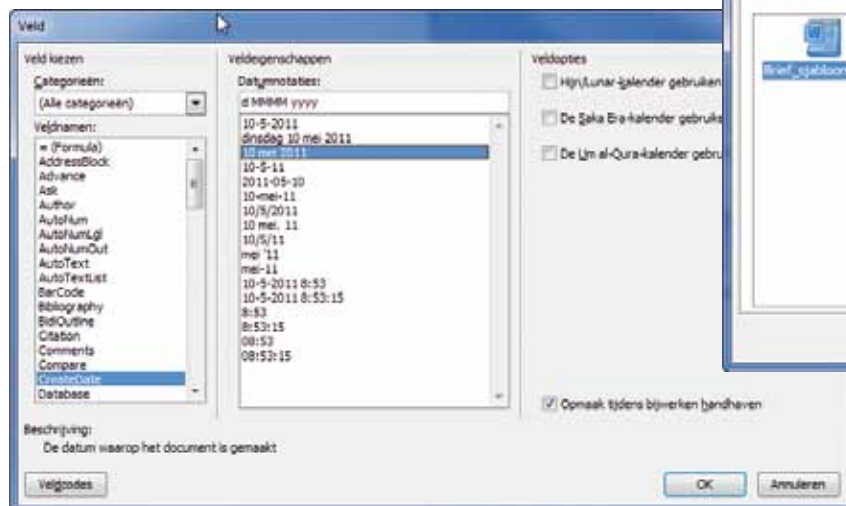 Veld
Veld kiezen
Categorieën:
(Alle categorieën)
Veldnamen:
= (Formula)
AddressBlock
Advance
Ask
Author
AutoNum
AutoNumLgl
AutoNumOut
AutoText
AutoTextList
BarCode
Bibliography
BidiOutline
Citation
Comments
Compare
CreateDate
Database
Veldeigenschappen
Datumnotaties:
d MMMM yyyy
10-5-2011
dinsdag 10 mei 2011
10 mei 2011
10-5-11
2011-05-10
10-mei-11
10/5/2011
10 mei. 11
10/5/11
mei '11
mei-11
10-5-2011 8:53
10-5-2011 8:53:15
8:53
8:53:15
08:53
08:53:15
Veldopties
Hijri/Lunar-kalender gebruiken
De Saka Era-kalender gebruike
De Um al-Qura-kalender gebru
Opmaak tijdens bijwerken handhaven
Beschrijving:
De datum waarop het document is gemaakt
Veldcodes
OK
Annuleren
Brief_sjabloon